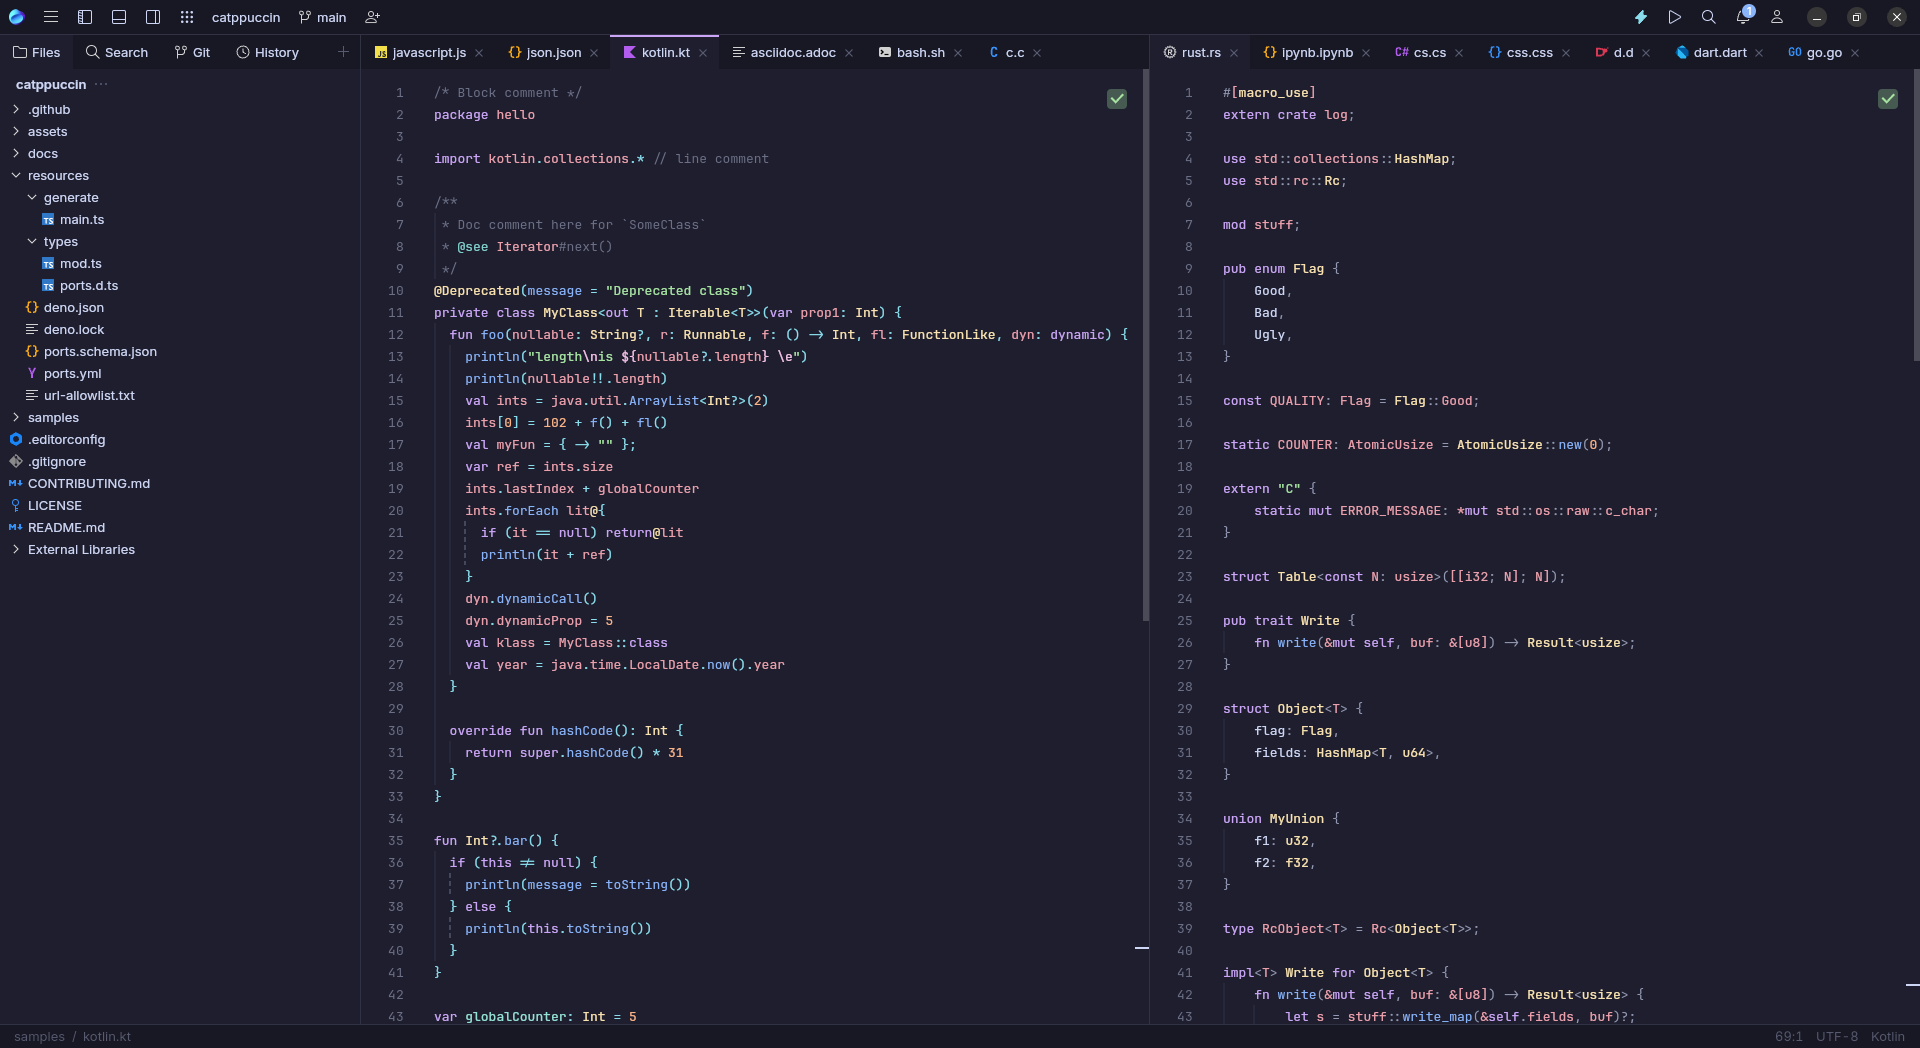 catppuccin main 1
Files Search Git History
catppuccin ···
.github
assets
docs
resources
generate
TS main.ts
types
TS mod.ts
TS ports.d.ts
{} deno.json
deno.lock
{} ports.schema.json
Y ports.yml
url-allowlist.txt
samples
.editorconfig
.gitignore
M↓ CONTRIBUTING.md
LICENSE
M↓ README.md
External Libraries
JS javascript.js {} json.json kotlin.kt asciidoc.adoc bash.sh C c.c
1 /* Block comment */
2 package hello
3
4 import kotlin.collections.* // line comment
5
6 /**
7 * Doc comment here for `SomeClass`
8 * @see Iterator#next()
9 */
10 @Deprecated(message = "Deprecated class")
11 private class MyClass<out T : Iterable<T>>(var prop1: Int) {
12 fun foo(nullable: String?, r: Runnable, f: () -> Int, fl: FunctionLike, dyn: dynamic) {
13 println("length\nis ${nullable?.length} \e")
14 println(nullable!!.length)
15 val ints = java.util.ArrayList<Int?>(2)
16 ints[0] = 102 + f() + fl()
17 val myFun = { -> "" };
18 var ref = ints.size
19 ints.lastIndex + globalCounter
20 ints.forEach lit@{
21 if (it == null) return@lit
22 println(it + ref)
23 }
24 dyn.dynamicCall()
25 dyn.dynamicProp = 5
26 val klass = MyClass::class
27 val year = java.time.LocalDate.now().year
28 }
29
30 override fun hashCode(): Int {
31 return super.hashCode() * 31
32 }
33 }
34
35 fun Int?.bar() {
36 if (this != null) {
37 println(message = toString())
38 } else {
39 println(this.toString())
40 }
41 }
42
43 var globalCounter: Int = 5
rust.rs {} ipynb.ipynb C# cs.cs {} css.css d.d dart.dart GO go.go
1 #[macro_use]
2 extern crate log;
3
4 use std::collections::HashMap;
5 use std::rc::Rc;
6
7 mod stuff;
8
9 pub enum Flag {
10 Good,
11 Bad,
12 Ugly,
13 }
14
15 const QUALITY: Flag = Flag::Good;
16
17 static COUNTER: AtomicUsize = AtomicUsize::new(0);
18
19 extern "C" {
20 static mut ERROR_MESSAGE: *mut std::os::raw::c_char;
21 }
22
23 struct Table<const N: usize>([[i32; N]; N]);
24
25 pub trait Write {
26 fn write(&mut self, buf: &[u8]) -> Result<usize>;
27 }
28
29 struct Object<T> {
30 flag: Flag,
31 fields: HashMap<T, u64>,
32 }
33
34 union MyUnion {
35 f1: u32,
36 f2: f32,
37 }
38
39 type RcObject<T> = Rc<Object<T>>;
40
41 impl<T> Write for Object<T> {
42 fn write(&mut self, buf: &[u8]) -> Result<usize> {
43 let s = stuff::write_map(&self.fields, buf)?;
samples / kotlin.kt 69:1 UTF-8 Kotlin